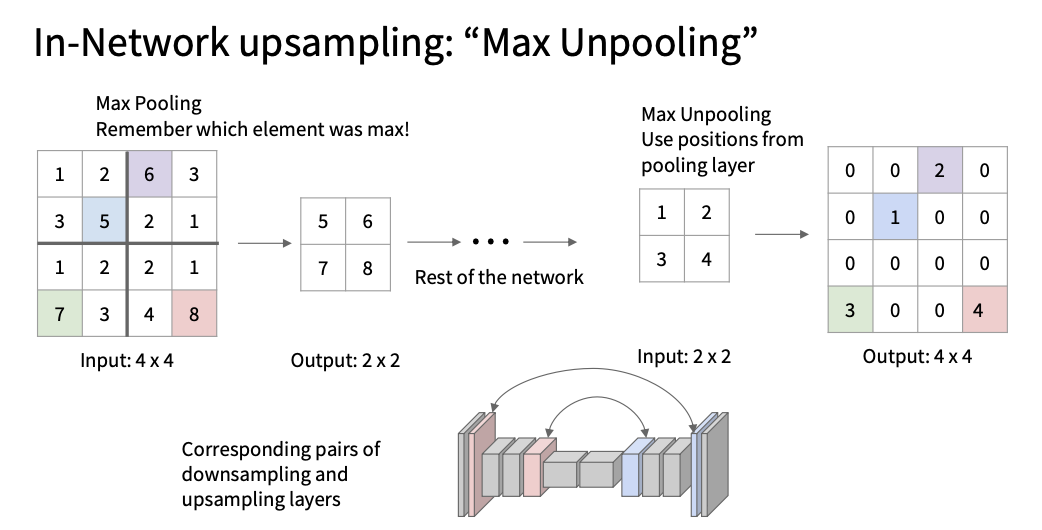 In-Network upsampling: “Max Unpooling”
Max Pooling
Remember which element was max!
1 2 6 3
3 5 2 1
1 2 2 1
7 3 4 8
Input: 4 x 4
5 6
7 8
Output: 2 x 2
• • •
Rest of the network
Max Unpooling
Use positions from
pooling layer
1 2
3 4
Input: 2 x 2
0 0 2 0
0 1 0 0
0 0 0 0
3 0 0 4
Output: 4 x 4
Corresponding pairs of
downsampling and
upsampling layers